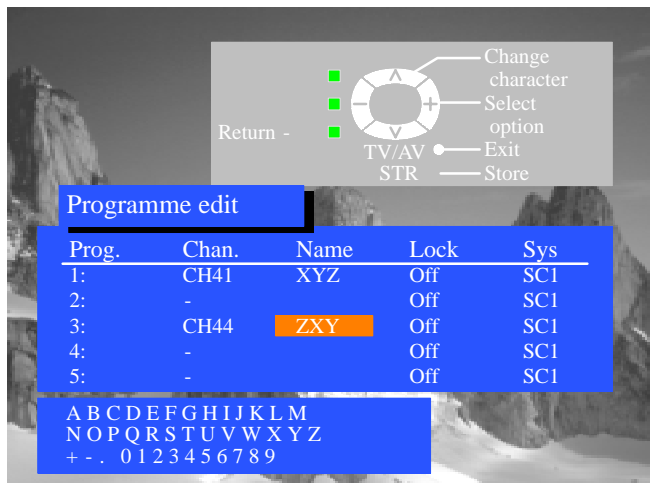 Change
character
Select
option
Return -
TV/AV
Exit
STR
Store
Programme edit
Prog. Chan. Name Lock Sys
1: CH41 XYZ Off SC1
2: - Off SC1
3: CH44 ZXY Off SC1
4: - Off SC1
5: - Off SC1
A B C D E F G H I J K L M
N O P Q R S T U V W X Y Z
+ - . 0 1 2 3 4 5 6 7 8 9